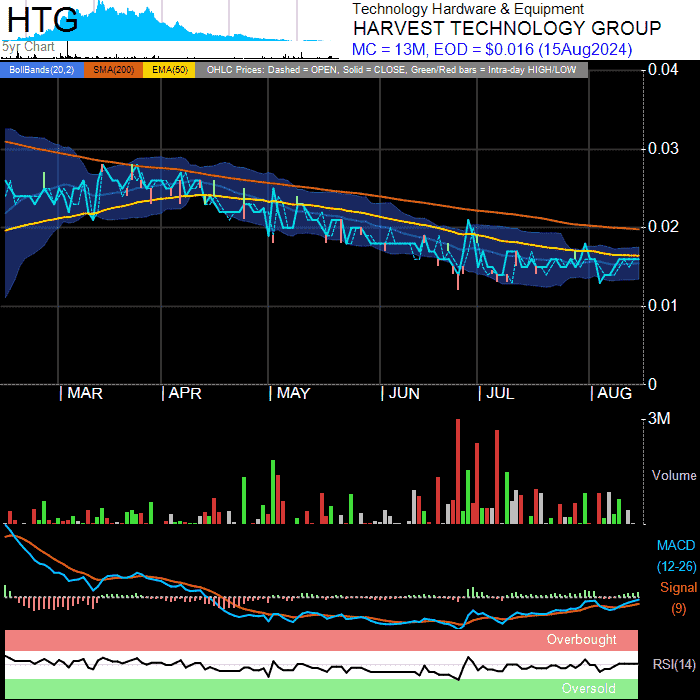 HTG
5yr Chart
Technology Hardware & Equipment
HARVEST TECHNOLOGY GROUP
MC = 13M, EOD = $0.016 (15Aug2024)
BollBands(20,2) SMA(200) EMA(50) OHLC Prices: Dashed = OPEN, Solid = CLOSE, Green/Red bars = Intra-day HIGH/LOW
0.04
0.03
0.02
0.01
0
MAR APR MAY JUN JUL AUG
3M
Volume
MACD
(12-26)
Signal
(9)
Overbought
RSI(14)
Oversold